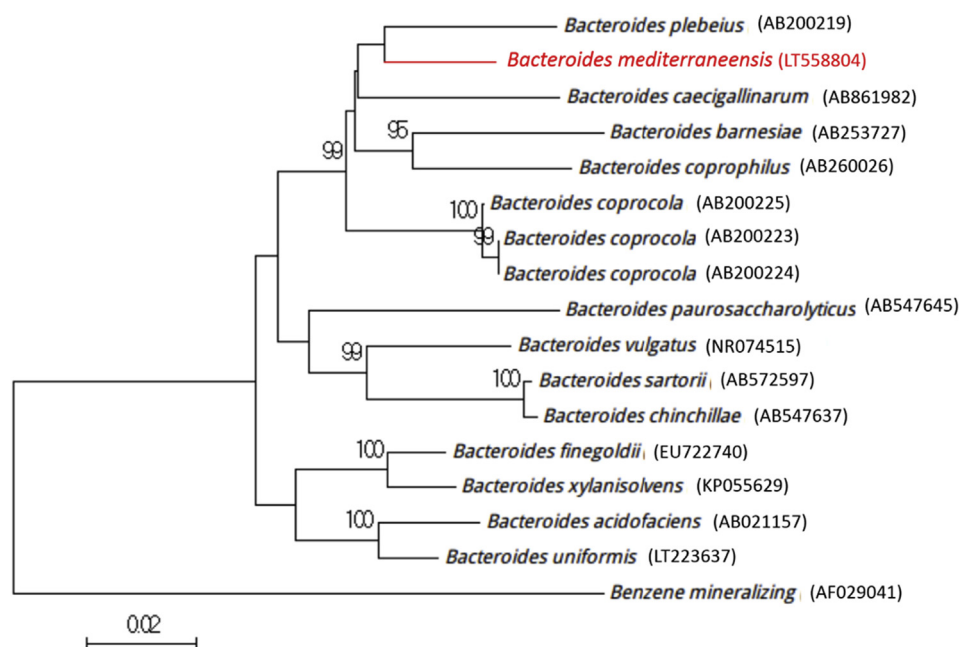 Bacteroides plebeius (AB200219)
Bacteroides mediterraneensis (LT558804)
Bacteroides caecigallinarum (AB861982)
95 Bacteroides barnesiae (AB253727)
99 Bacteroides coprophilus (AB260026)
100 Bacteroides coprocola (AB200225)
99 Bacteroides coprocola (AB200223)
Bacteroides coprocola (AB200224)
Bacteroides paurosaccharolyticus (AB547645)
99 Bacteroides vulgatus (NR074515)
100 Bacteroides sartorii (AB572597)
Bacteroides chinchillae (AB547637)
100 Bacteroides finegoldii (EU722740)
Bacteroides xylanisolvens (KP055629)
100 Bacteroides acidofaciens (AB021157)
Bacteroides uniformis (LT223637)
Benzene mineralizing (AF029041)
0.02